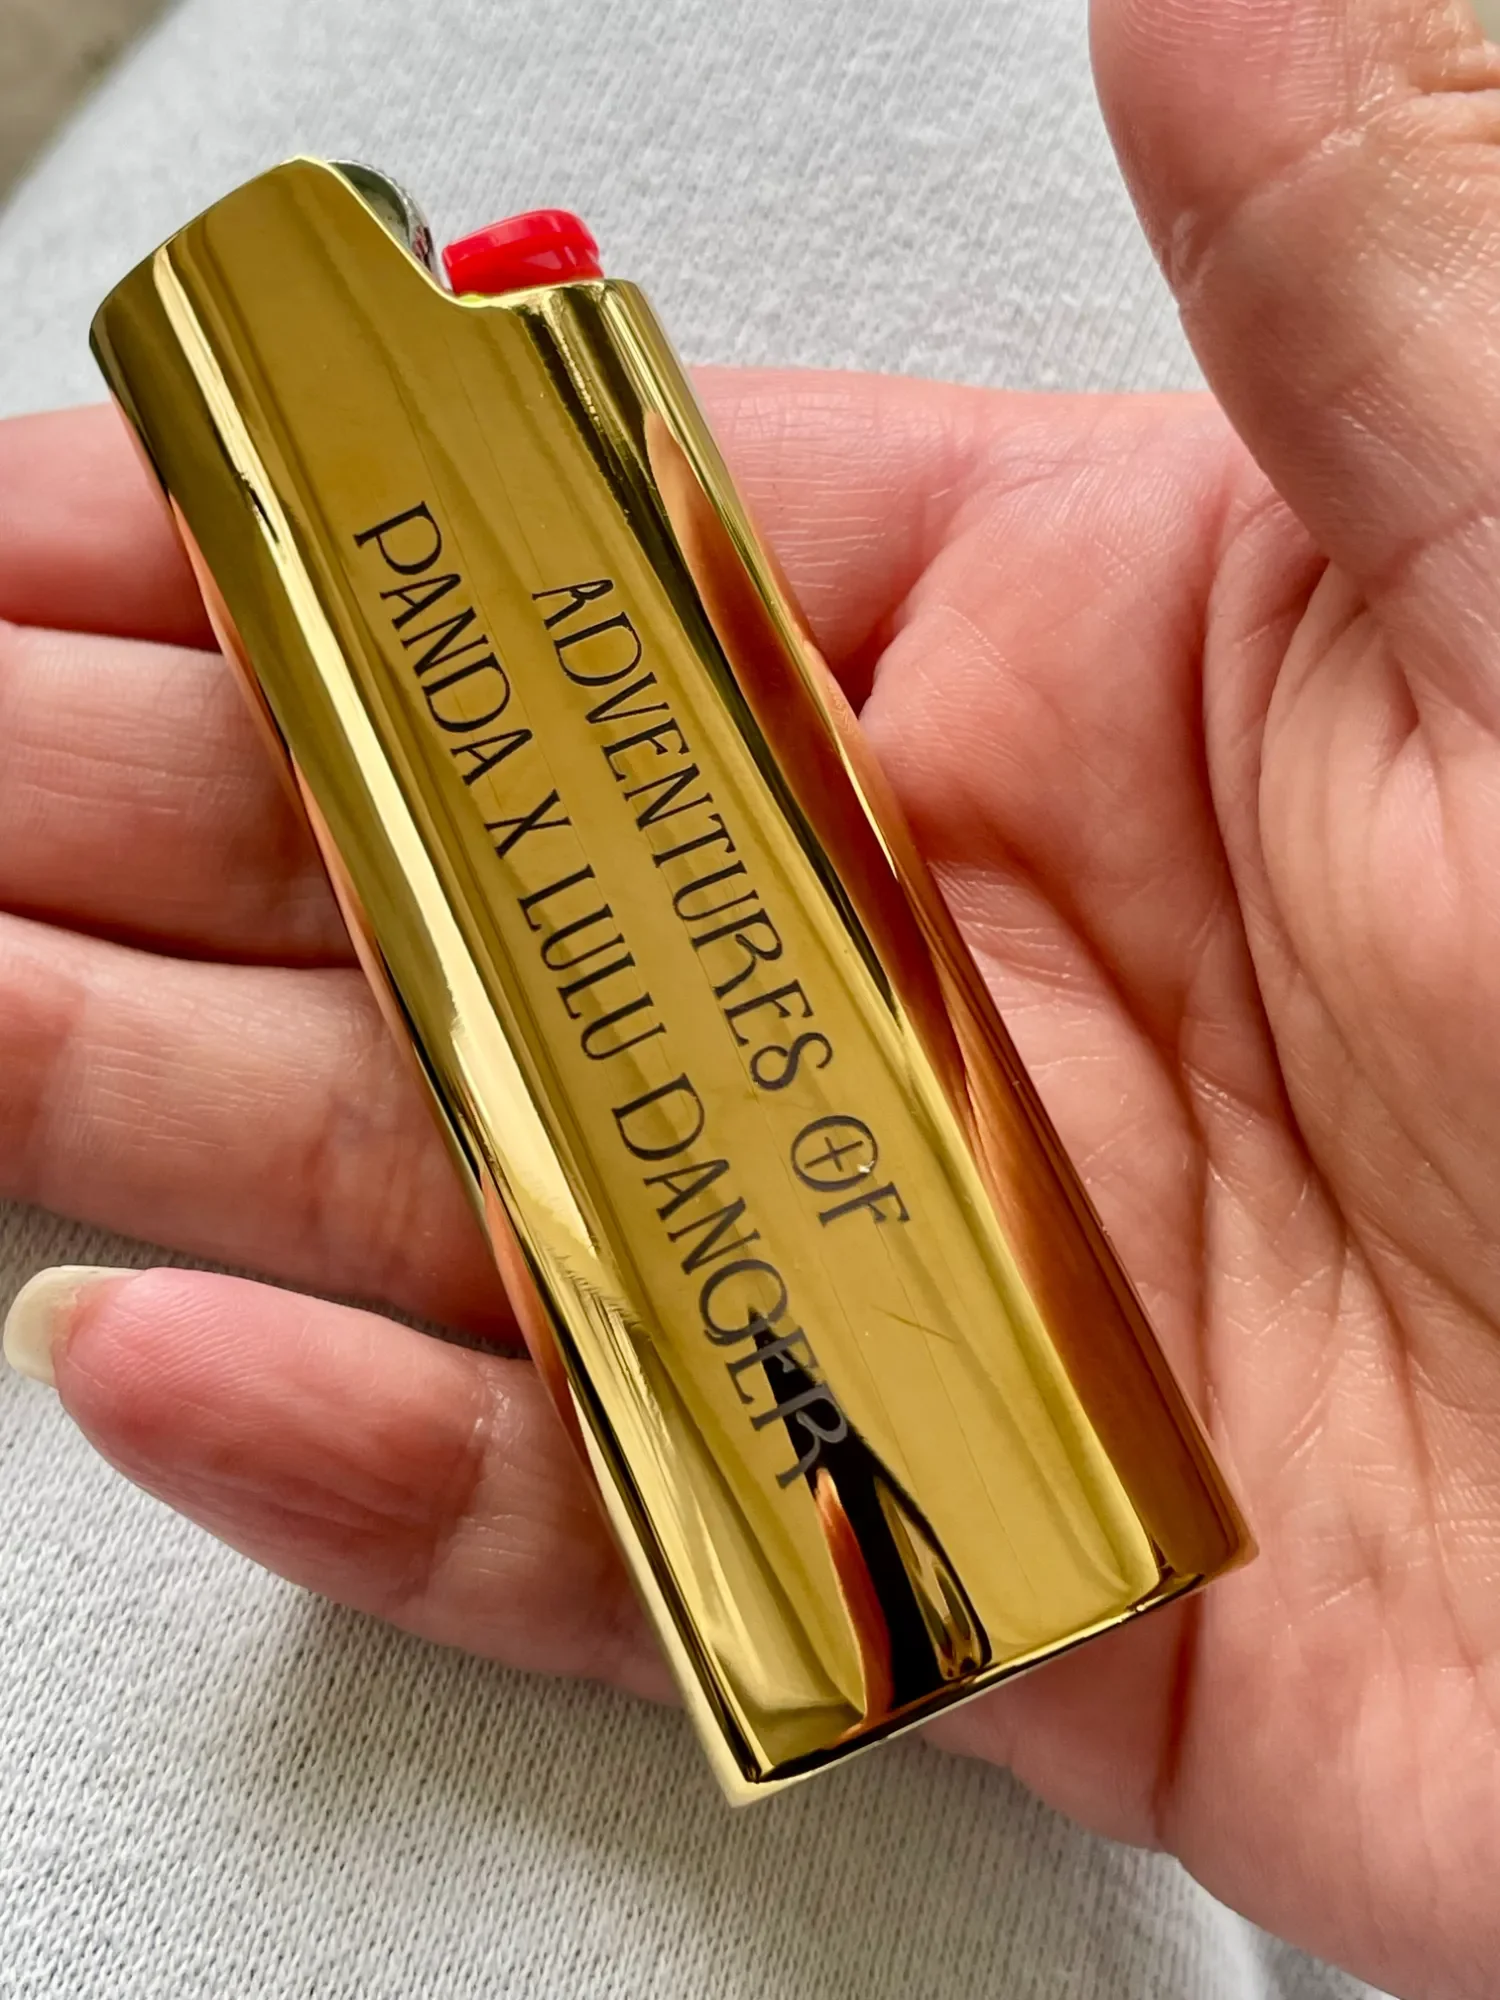 ADVENTURES OF
PANDA X LULU DANGER